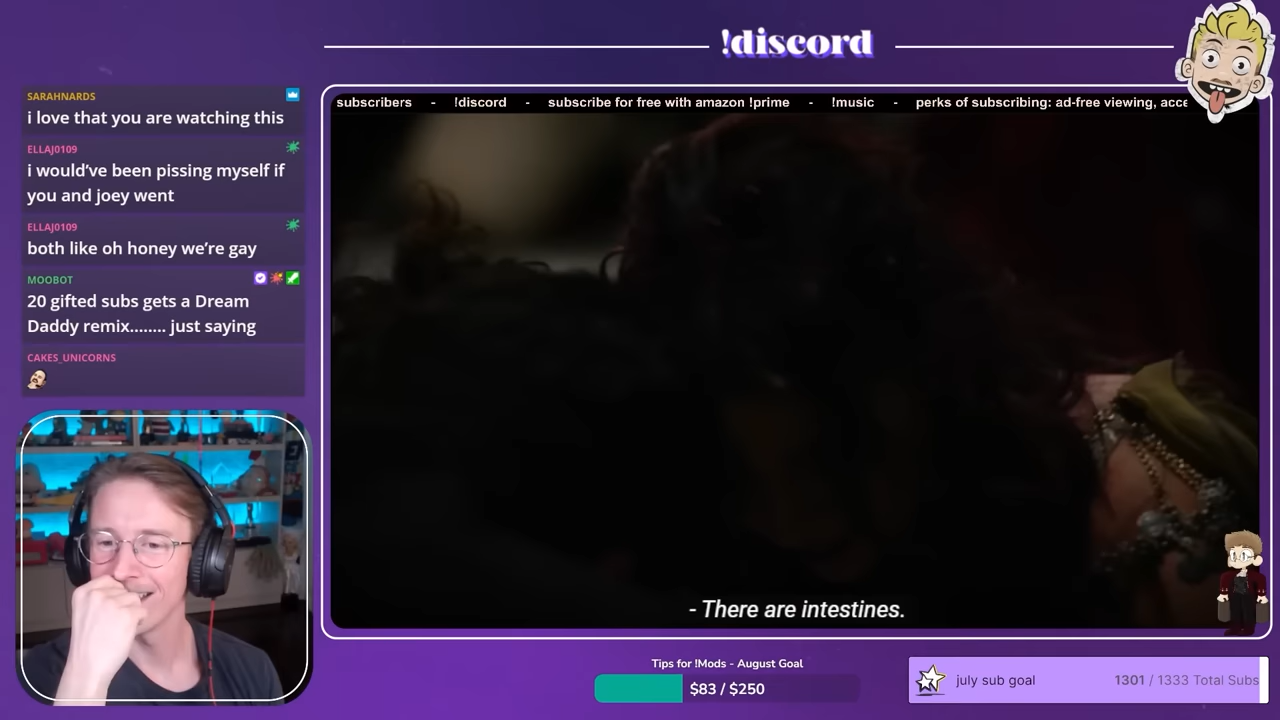 !discord
subscribers - !discord - subscribe for free with amazon !prime - !music - perks of subscribing: ad-free viewing, acce
SARAHNARDS
i love that you are watching this
ELLAJ0109
i would've been pissing myself if
you and joey went
ELLAJ0109
both like oh honey we're gay
MOOBOT
20 gifted subs gets a Dream
Daddy remix........ just saying
CAKES_UNICORNS
- There are intestines.
Tips for !Mods - August Goal
$83 / $250
july sub goal 1301 / 1333 Total Subs